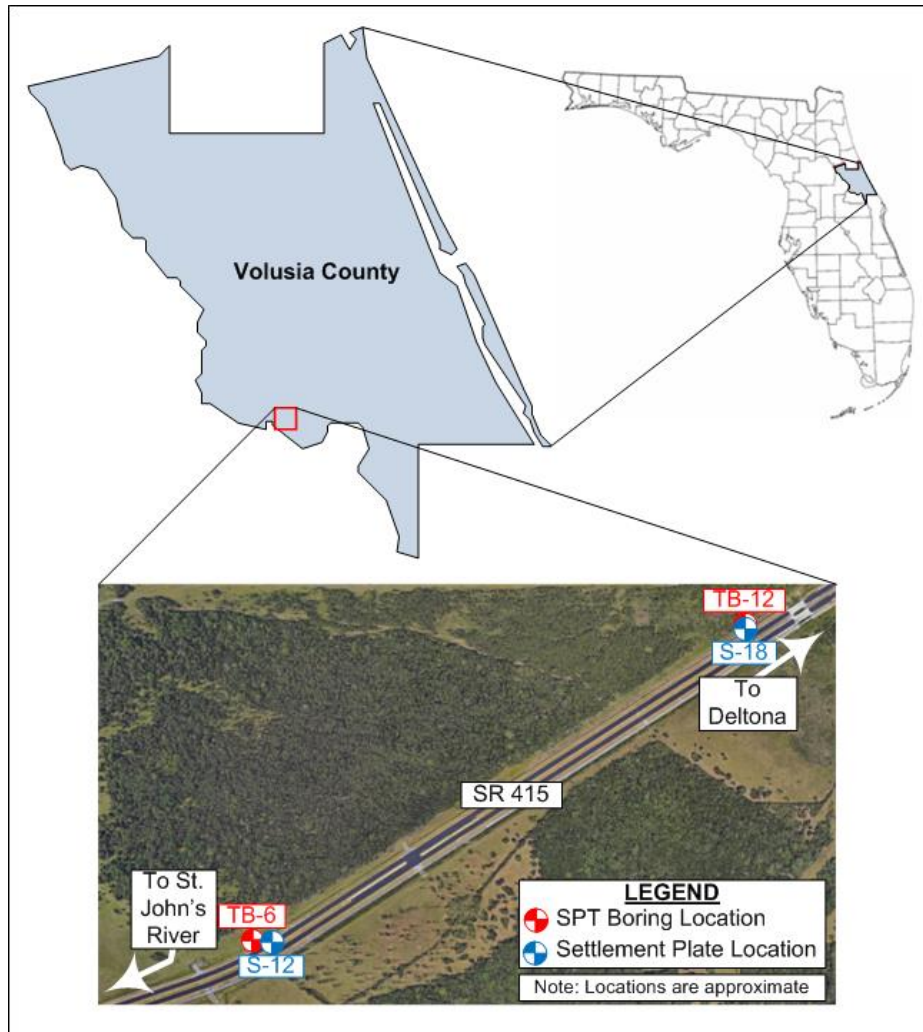 Volusia County
TB-12
S-18
To
Deltona
SR 415
To St.
John's
River
TB-6
S-12
LEGEND
SPT Boring Location
Settlement Plate Location
Note: Locations are approximate